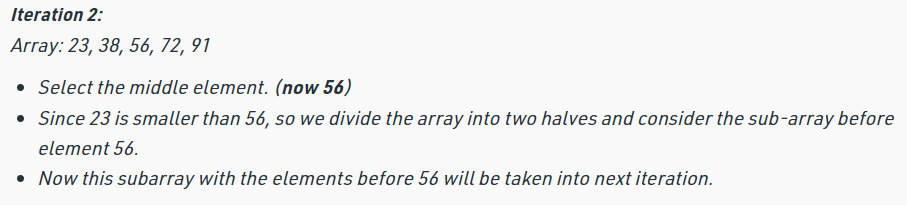 Iteration 2:
Array: 23, 38, 56, 72, 91
• Select the middle element. (now 56)
• Since 23 is smaller than 56, so we divide the array into two halves and consider the sub-array before
element 56.
• Now this subarray with the elements before 56 will be taken into next iteration.